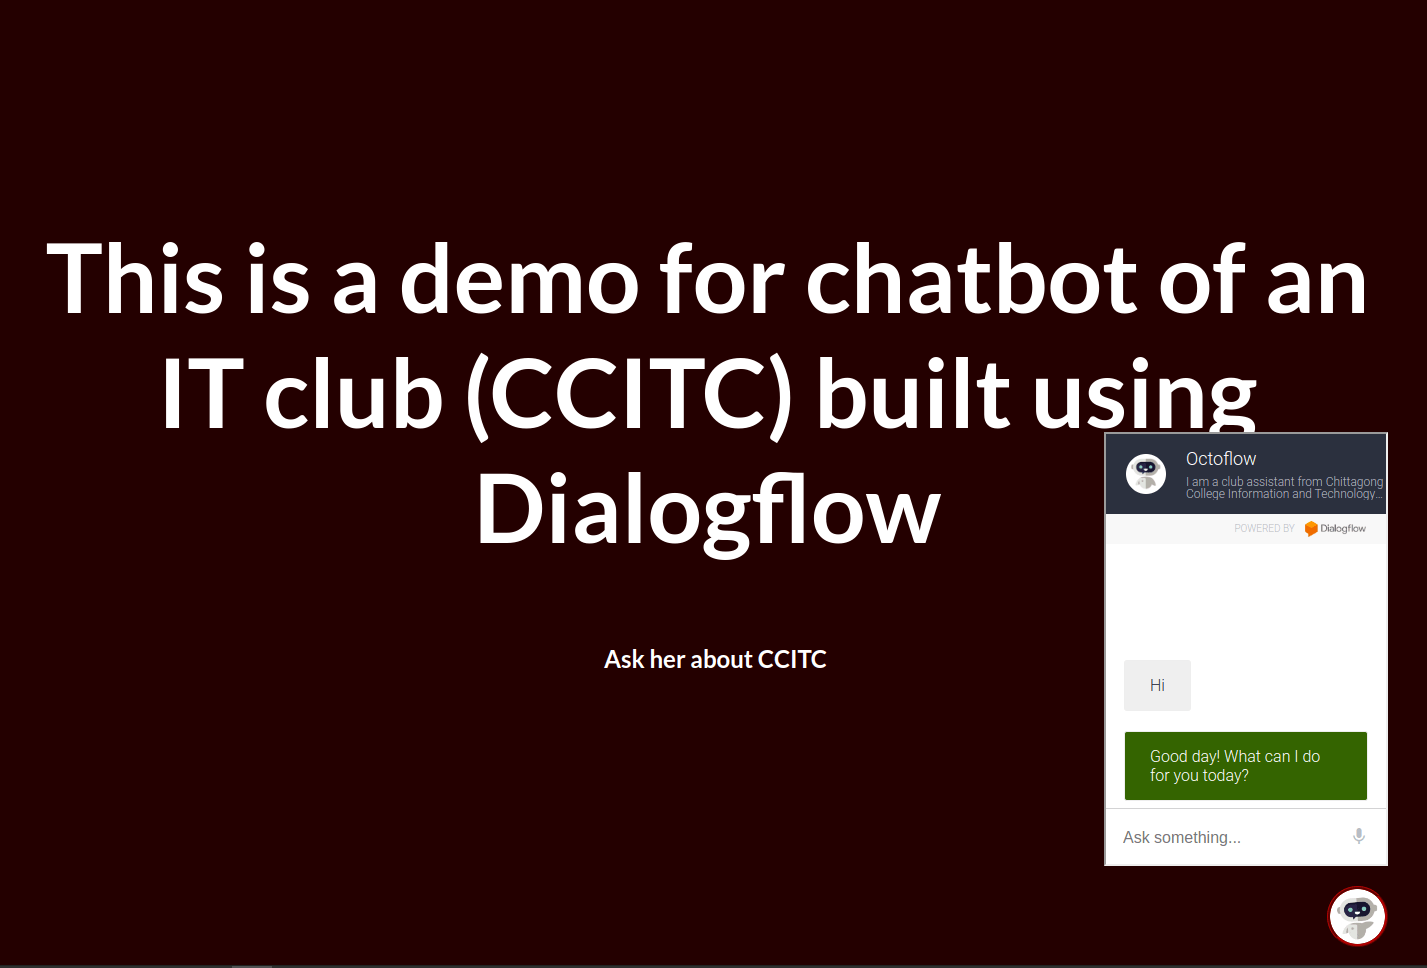 This is a demo for chatbot of an
IT club (CCITC) built using
Dialogflow
Ask her about CCITC
Octoflow
I am a club assistant from Chittagong
College Information and Technology...
POWERED BY Dialogflow
Hi
Good day! What can I do
for you today?
Ask something...